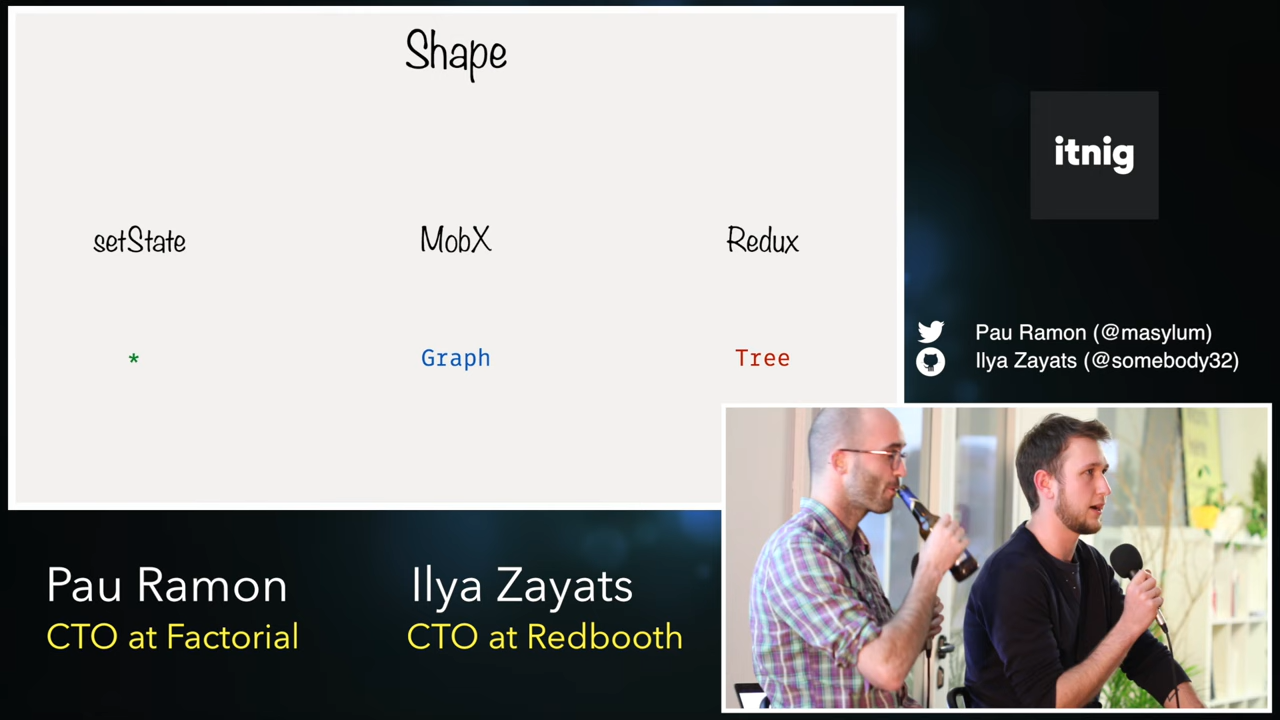 Shape
setState
MobX
Redux
*
Graph
Tree
itnig
Pau Ramon (@masylum)
Ilya Zayats (@somebody32)
Pau Ramon
CTO at Factorial
Ilya Zayats
CTO at Redbooth